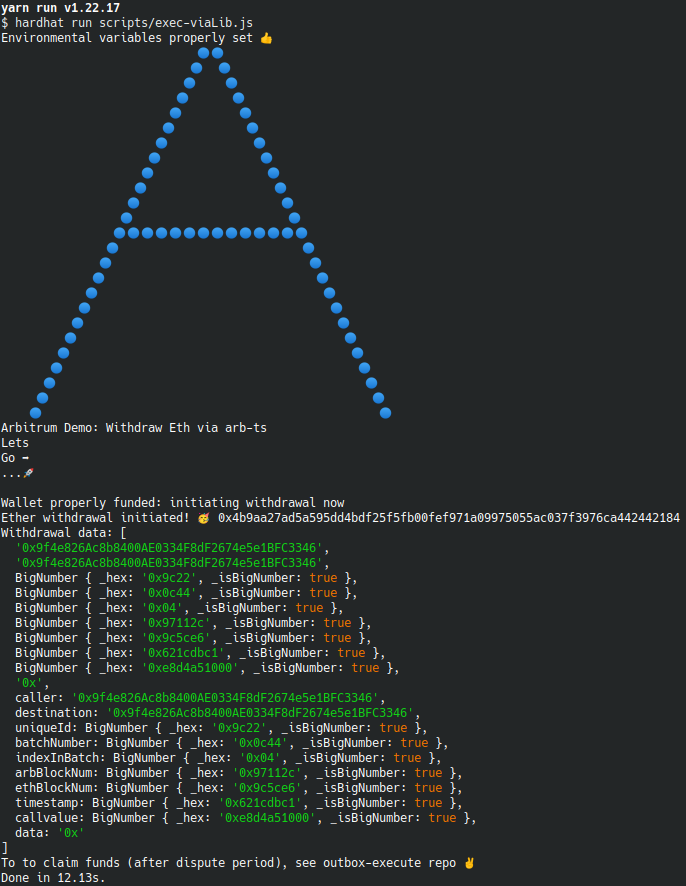 yarn run v1.22.17
$ hardhat run scripts/exec-viaLib.js
Environmental variables properly set 👍
Arbitrum Demo: Withdraw Eth via arb-ts
Lets
Go ➡
...🚀
Wallet properly funded: initiating withdrawal now
Ether withdrawal initiated! 🥳 0x4b9aa27ad5a595dd4bdf25f5fb00fef971a09975055ac037f3976ca442442184
Withdrawal data: [
  '0x9f4e826Ac8b8400AE0334F8dF2674e5e1BFC3346',
  '0x9f4e826Ac8b8400AE0334F8dF2674e5e1BFC3346',
  BigNumber { _hex: '0x9c22', _isBigNumber: true },
  BigNumber { _hex: '0x0c44', _isBigNumber: true },
  BigNumber { _hex: '0x04', _isBigNumber: true },
  BigNumber { _hex: '0x97112c', _isBigNumber: true },
  BigNumber { _hex: '0x9c5ce6', _isBigNumber: true },
  BigNumber { _hex: '0x621cdbc1', _isBigNumber: true },
  BigNumber { _hex: '0xe8d4a51000', _isBigNumber: true },
  '0x',
  caller: '0x9f4e826Ac8b8400AE0334F8dF2674e5e1BFC3346',
  destination: '0x9f4e826Ac8b8400AE0334F8dF2674e5e1BFC3346',
  uniqueId: BigNumber { _hex: '0x9c22', _isBigNumber: true },
  batchNumber: BigNumber { _hex: '0x0c44', _isBigNumber: true },
  indexInBatch: BigNumber { _hex: '0x04', _isBigNumber: true },
  arbBlockNum: BigNumber { _hex: '0x97112c', _isBigNumber: true },
  ethBlockNum: BigNumber { _hex: '0x9c5ce6', _isBigNumber: true },
  timestamp: BigNumber { _hex: '0x621cdbc1', _isBigNumber: true },
  callvalue: BigNumber { _hex: '0xe8d4a51000', _isBigNumber: true },
  data: '0x'
]
To to claim funds (after dispute period), see outbox-execute repo ✌
Done in 12.13s.